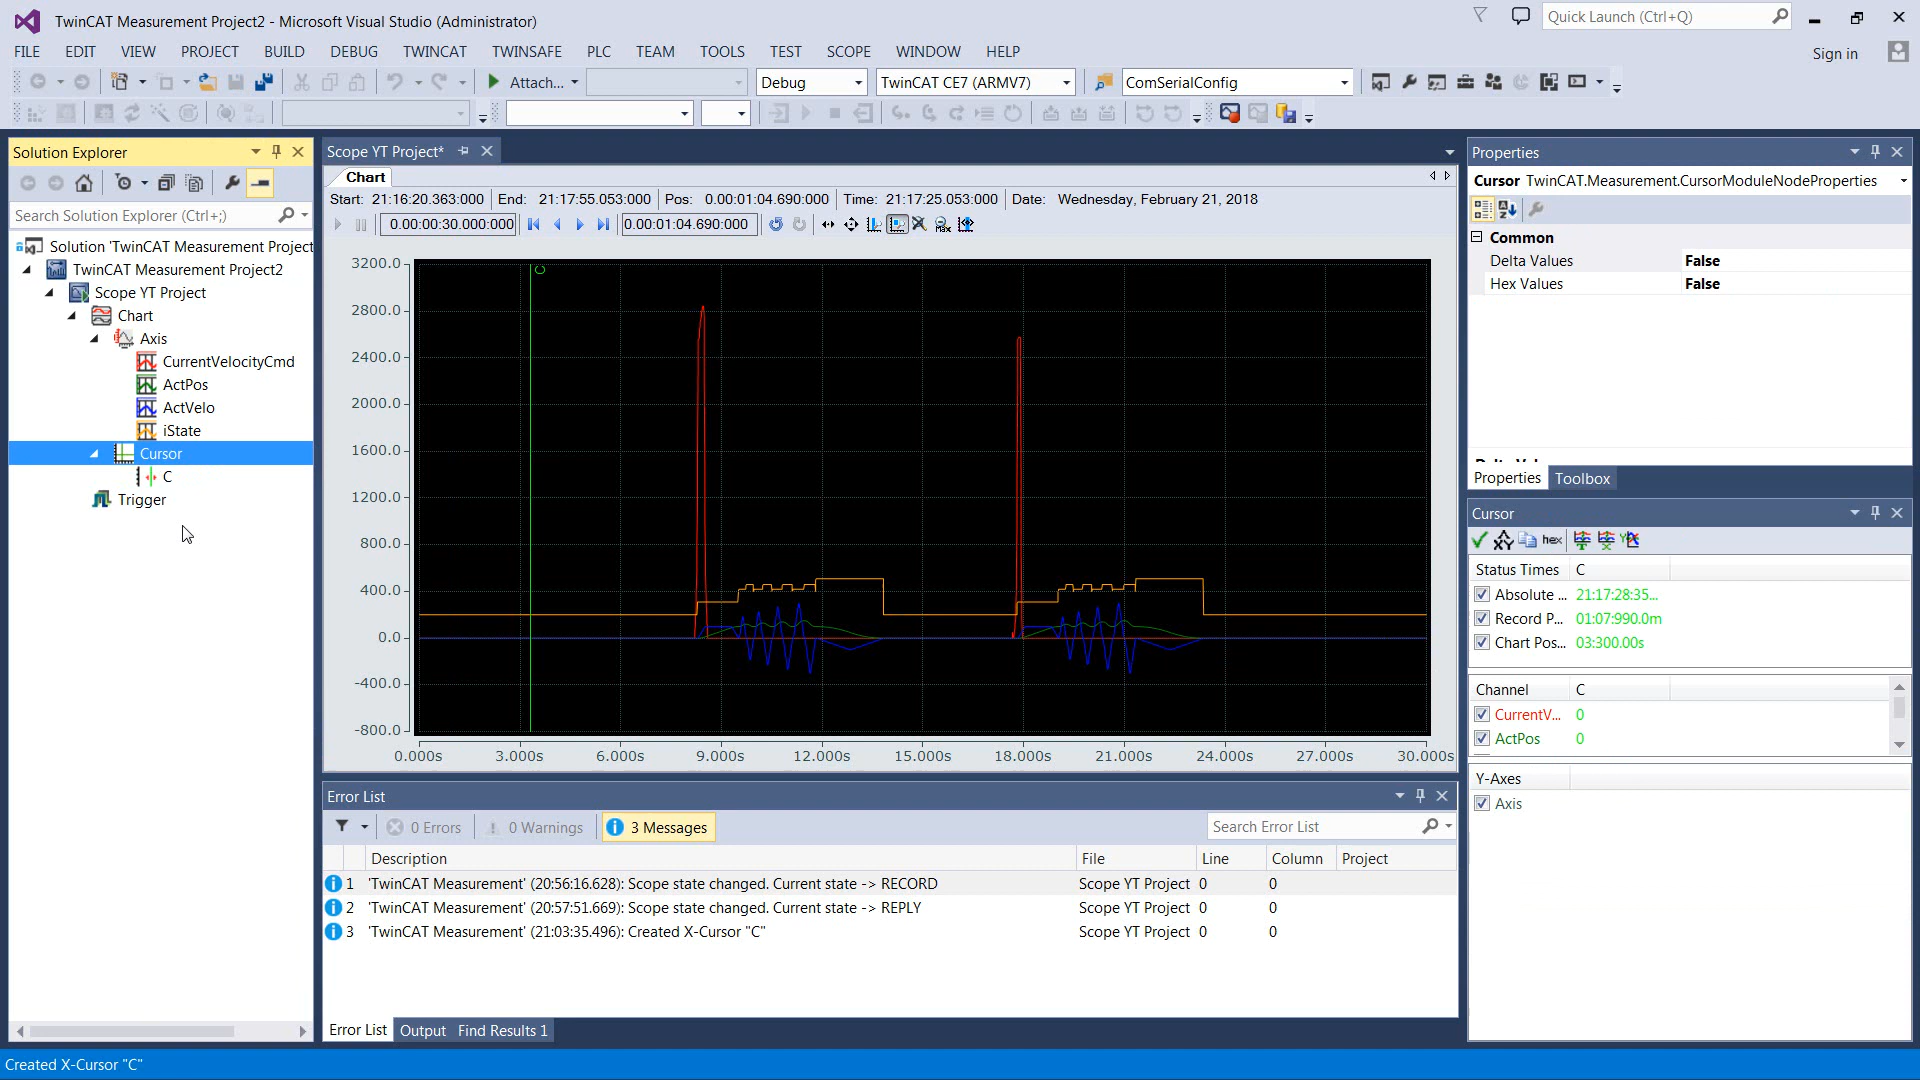 TwinCAT Measurement Project2 - Microsoft Visual Studio (Administrator)
Quick Launch (Ctrl+Q)
FILE EDIT VIEW PROJECT BUILD DEBUG TWINCAT TWINSAFE PLC TEAM TOOLS TEST SCOPE WINDOW HELP
Sign in
Attach... Debug TwinCAT CE7 (ARMV7) ComSerialConfig
Solution Explorer
Search Solution Explorer (Ctrl+;)
Solution 'TwinCAT Measurement Project
TwinCAT Measurement Project2
Scope YT Project
Chart
Axis
CurrentVelocityCmd
ActPos
ActVelo
iState
Cursor
C
Trigger
Scope YT Project*
Chart
Start: 21:16:20.363:000 End: 21:17:55.053:000 Pos: 0.00:01:04.690:000 Time: 21:17:25.053:000 Date: Wednesday, February 21, 2018
0.00:00:30.000:000 0.00:01:04.690:000
3200.0
2800.0
2400.0
2000.0
1600.0
1200.0
800.0
400.0
0.0
-400.0
-800.0
C
0.000s 3.000s 6.000s 9.000s 12.000s 15.000s 18.000s 21.000s 24.000s 27.000s 30.000s
Error List
0 Errors 0 Warnings 3 Messages
Search Error List
Description File Line Column Project
1 'TwinCAT Measurement' (20:56:16.628): Scope state changed. Current state -> RECORD Scope YT Project 0 0
2 'TwinCAT Measurement' (20:57:51.669): Scope state changed. Current state -> REPLY Scope YT Project 0 0
3 'TwinCAT Measurement' (21:03:35.496): Created X-Cursor "C" Scope YT Project 0 0
Error List Output Find Results 1
Properties
Cursor TwinCAT.Measurement.CursorModuleNodeProperties
Common
Delta Values False
Hex Values False
Properties Toolbox
Cursor
hex
Status Times C
Absolute ... 21:17:28:35...
Record P... 01:07:990.0m
Chart Pos... 03:300.00s
Channel C
CurrentV... 0
ActPos 0
Y-Axes
Axis
Created X-Cursor "C"